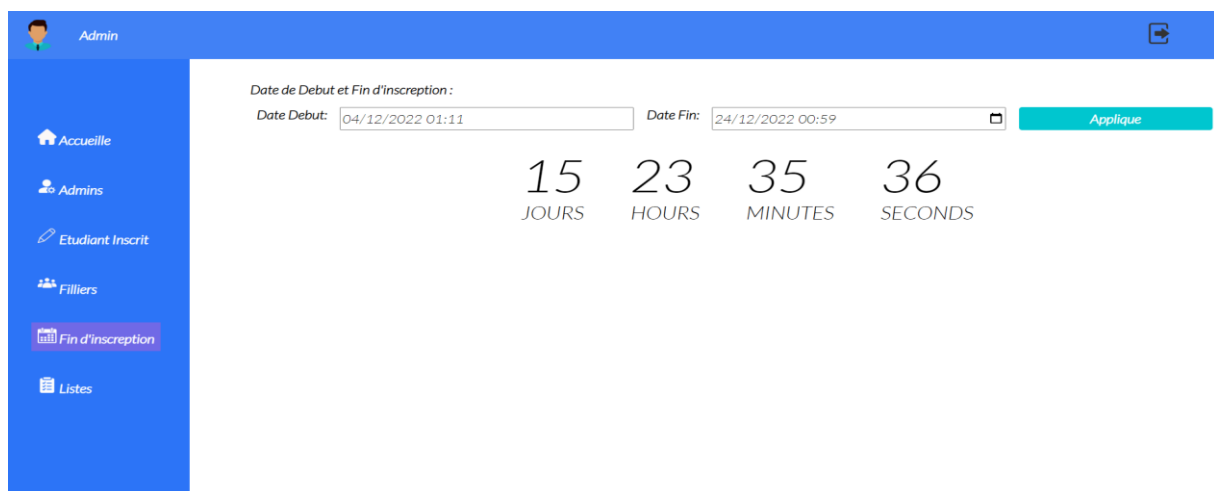 Admin
Date de Debut et Fin d'inscreption :
Date Debut: 04/12/2022 01:11 Date Fin: 24/12/2022 00:59 Applique
15 23 35 36
JOURS HOURS MINUTES SECONDS
Accueille
Admins
Etudiant Inscrit
Filliers
Fin d'inscreption
Listes